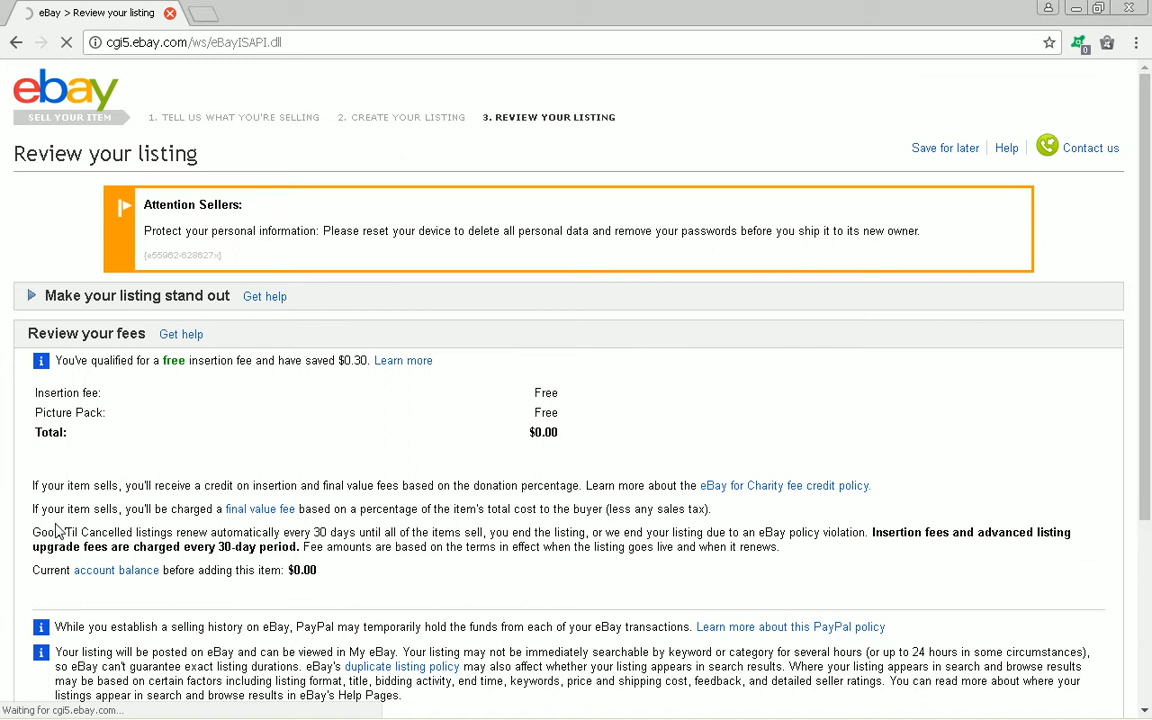 eBay > Review your listing
cgi5.ebay.com/ws/eBayISAPI.dll
0
ebay
SELL YOUR ITEM 1. TELL US WHAT YOU'RE SELLING 2. CREATE YOUR LISTING 3. REVIEW YOUR LISTING
Review your listing
Save for later Help Contact us
Attention Sellers:
Protect your personal information: Please reset your device to delete all personal data and remove your passwords before you ship it to its new owner.
{e55962-628627x}
Make your listing stand out Get help
Review your fees Get help
You've qualified for a free insertion fee and have saved $0.30. Learn more
Insertion fee: Free
Picture Pack: Free
Total: $0.00
If your item sells, you'll receive a credit on insertion and final value fees based on the donation percentage. Learn more about the eBay for Charity fee credit policy.
If your item sells, you'll be charged a final value fee based on a percentage of the item's total cost to the buyer (less any sales tax).
Good 'Til Cancelled listings renew automatically every 30 days until all of the items sell, you end the listing, or we end your listing due to an eBay policy violation. Insertion fees and advanced listing
upgrade fees are charged every 30-day period. Fee amounts are based on the terms in effect when the listing goes live and when it renews.
Current account balance before adding this item: $0.00
While you establish a selling history on eBay, PayPal may temporarily hold the funds from each of your eBay transactions. Learn more about this PayPal policy
Your listing will be posted on eBay and can be viewed in My eBay. Your listing may not be immediately searchable by keyword or category for several hours (or up to 24 hours in some circumstances),
so eBay can't guarantee exact listing durations. eBay's duplicate listing policy may also affect whether your listing appears in search results. Where your listing appears in search and browse results
may be based on certain factors including listing format, title, bidding activity, end time, keywords, price and shipping cost, feedback, and detailed seller ratings. You can read more about where your
listings appear in search and browse results in eBay's Help Pages.
Waiting for cgi5.ebay.com...